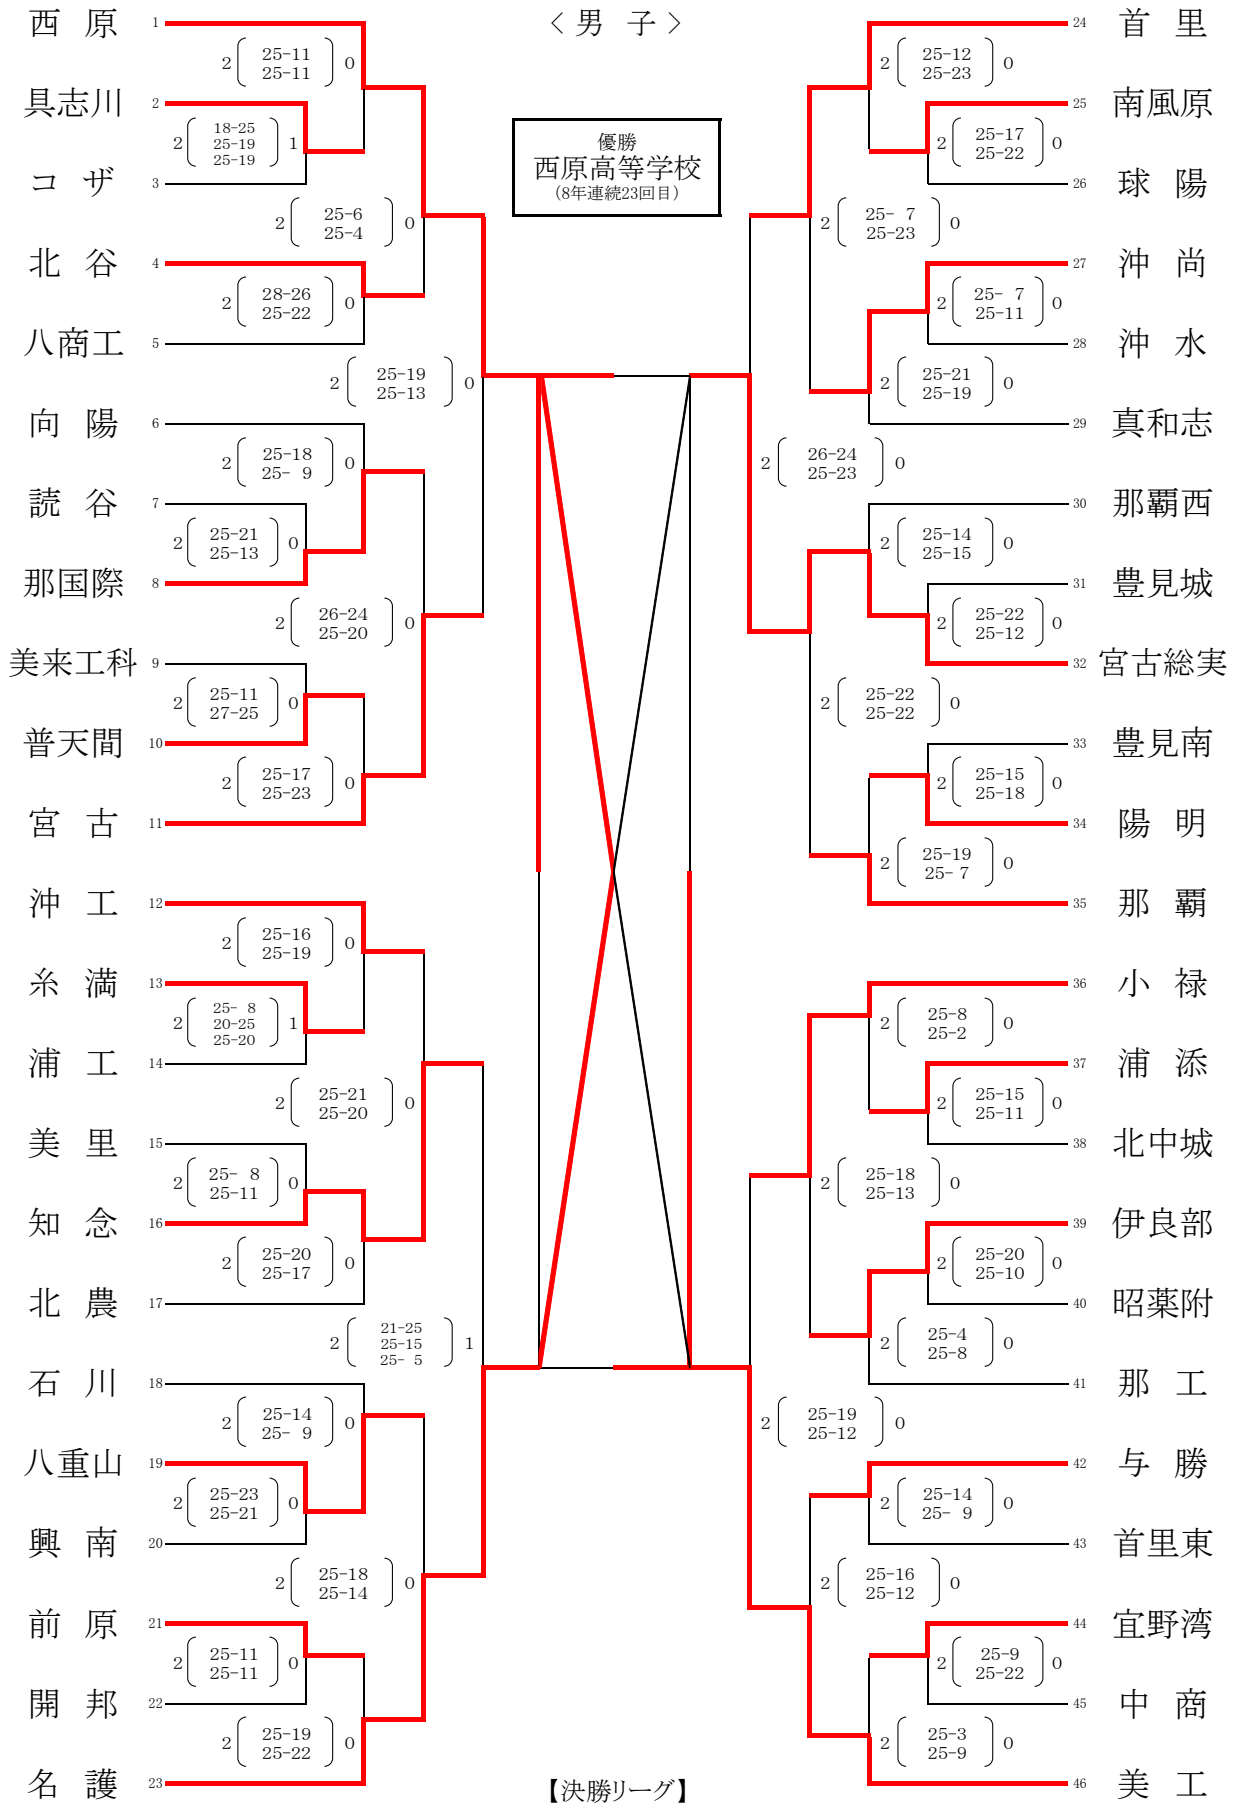 ＜男 子＞
優勝
西原高等学校
(8年連続23回目)
西 原 1
2 25-11 0
25-11
具志川 2
2 18-25 1
25-19
25-19
コ ザ 3
2 25-6 0
25-4
北 谷 4
2 28-26 0
25-22
八商工 5
2 25-19 0
25-13
向 陽 6
2 25-18 0
25- 9
読 谷 7
2 25-21 0
25-13
那国際 8
2 26-24 0
25-20
美来工科 9
2 25-11 0
27-25
普天間 10
2 25-17 0
25-23
宮 古 11
沖 工 12
2 25-16 0
25-19
糸 満 13
2 25- 8 1
20-25
25-20
浦 工 14
2 25-21 0
25-20
美 里 15
2 25- 8 0
25-11
知 念 16
2 25-20 0
25-17
北 農 17
2 21-25 1
25-15
25- 5
石 川 18
2 25-14 0
25- 9
八重山 19
2 25-23 0
25-21
興 南 20
2 25-18 0
25-14
前 原 21
2 25-11 0
25-11
開 邦 22
2 25-19 0
25-22
名 護 23
24 首 里
2 25-12 0
25-23
25 南風原
2 25-17 0
25-22
26 球 陽
2 25- 7 0
25-23
27 沖 尚
2 25- 7 0
25-11
28 沖 水
2 25-21 0
25-19
29 真和志
2 26-24 0
25-23
30 那覇西
2 25-14 0
25-15
31 豊見城
2 25-22 0
25-12
32 宮古総実
2 25-22 0
25-22
33 豊見南
2 25-15 0
25-18
34 陽 明
2 25-19 0
25- 7
35 那 覇
36 小 禄
2 25-8 0
25-2
37 浦 添
2 25-15 0
25-11
38 北中城
2 25-18 0
25-13
39 伊良部
2 25-20 0
25-10
40 昭薬附
2 25-4 0
25-8
41 那 工
2 25-19 0
25-12
42 与 勝
2 25-14 0
25- 9
43 首里東
2 25-16 0
25-12
44 宜野湾
2 25-9 0
25-22
45 中 商
2 25-3 0
25-9
46 美 工
【決勝リーグ】